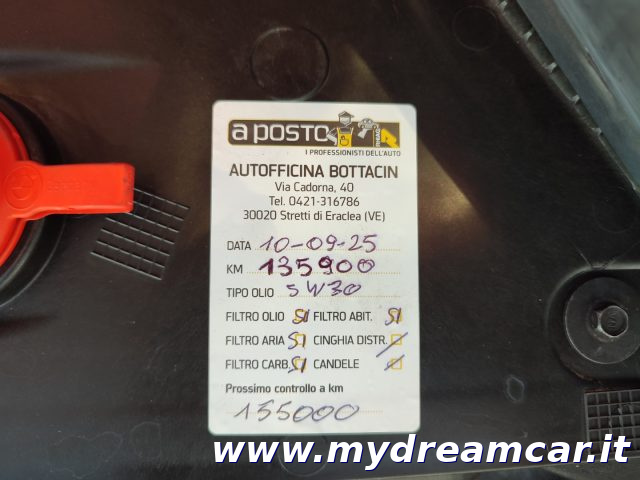 a posto
I PROFESSIONISTI DELL'AUTO
AUTOFFICINA BOTTACIN
Via Cadorna, 40
Tel. 0421-316786
30020 Stretti di Eraclea (VE)
DATA 10-09-25
KM 135900
TIPO OLIO 5W30
FILTRO OLIO SI FILTRO ABIT. SI
FILTRO ARIA SI CINGHIA DISTR.
FILTRO CARB. SI CANDELE
Prossimo controllo a km
155000
www.mydreamcar.it